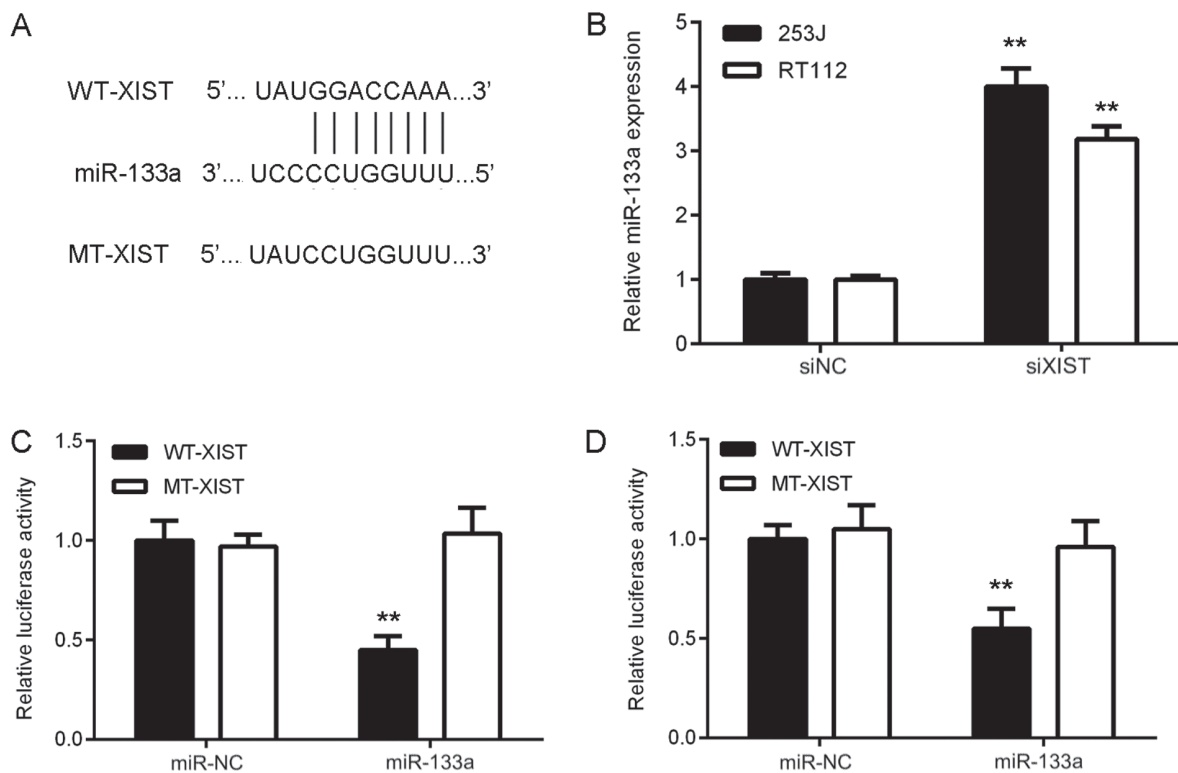 A
WT-XIST 5’... UAUGGACCAAA...3’
miR-133a 3’... UCCCCUGGUUU...5’
MT-XIST 5’... UAUCCUGGUUU...3’
B
253J
RT112
Relative miR-133a expression
5
4
3
2
1
0
**
**
siNC
siXIST
C
WT-XIST
MT-XIST
Relative luciferase activity
1.5
1.0
0.5
0.0
**
miR-NC
miR-133a
D
WT-XIST
MT-XIST
Relative luciferase activity
1.5
1.0
0.5
0.0
**
miR-NC
miR-133a